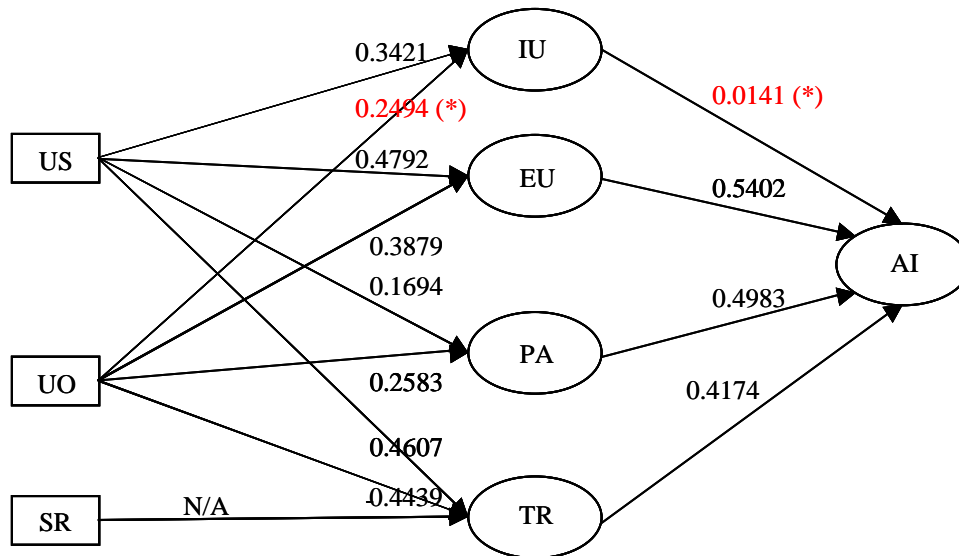 IU
0.3421
0.2494 (*)
0.0141 (*)
US
0.4792
EU
0.5402
0.3879
AI
0.1694
0.4983
PA
UO
0.2583
0.4174
0.4607
-0.4439
N/A
SR
TR